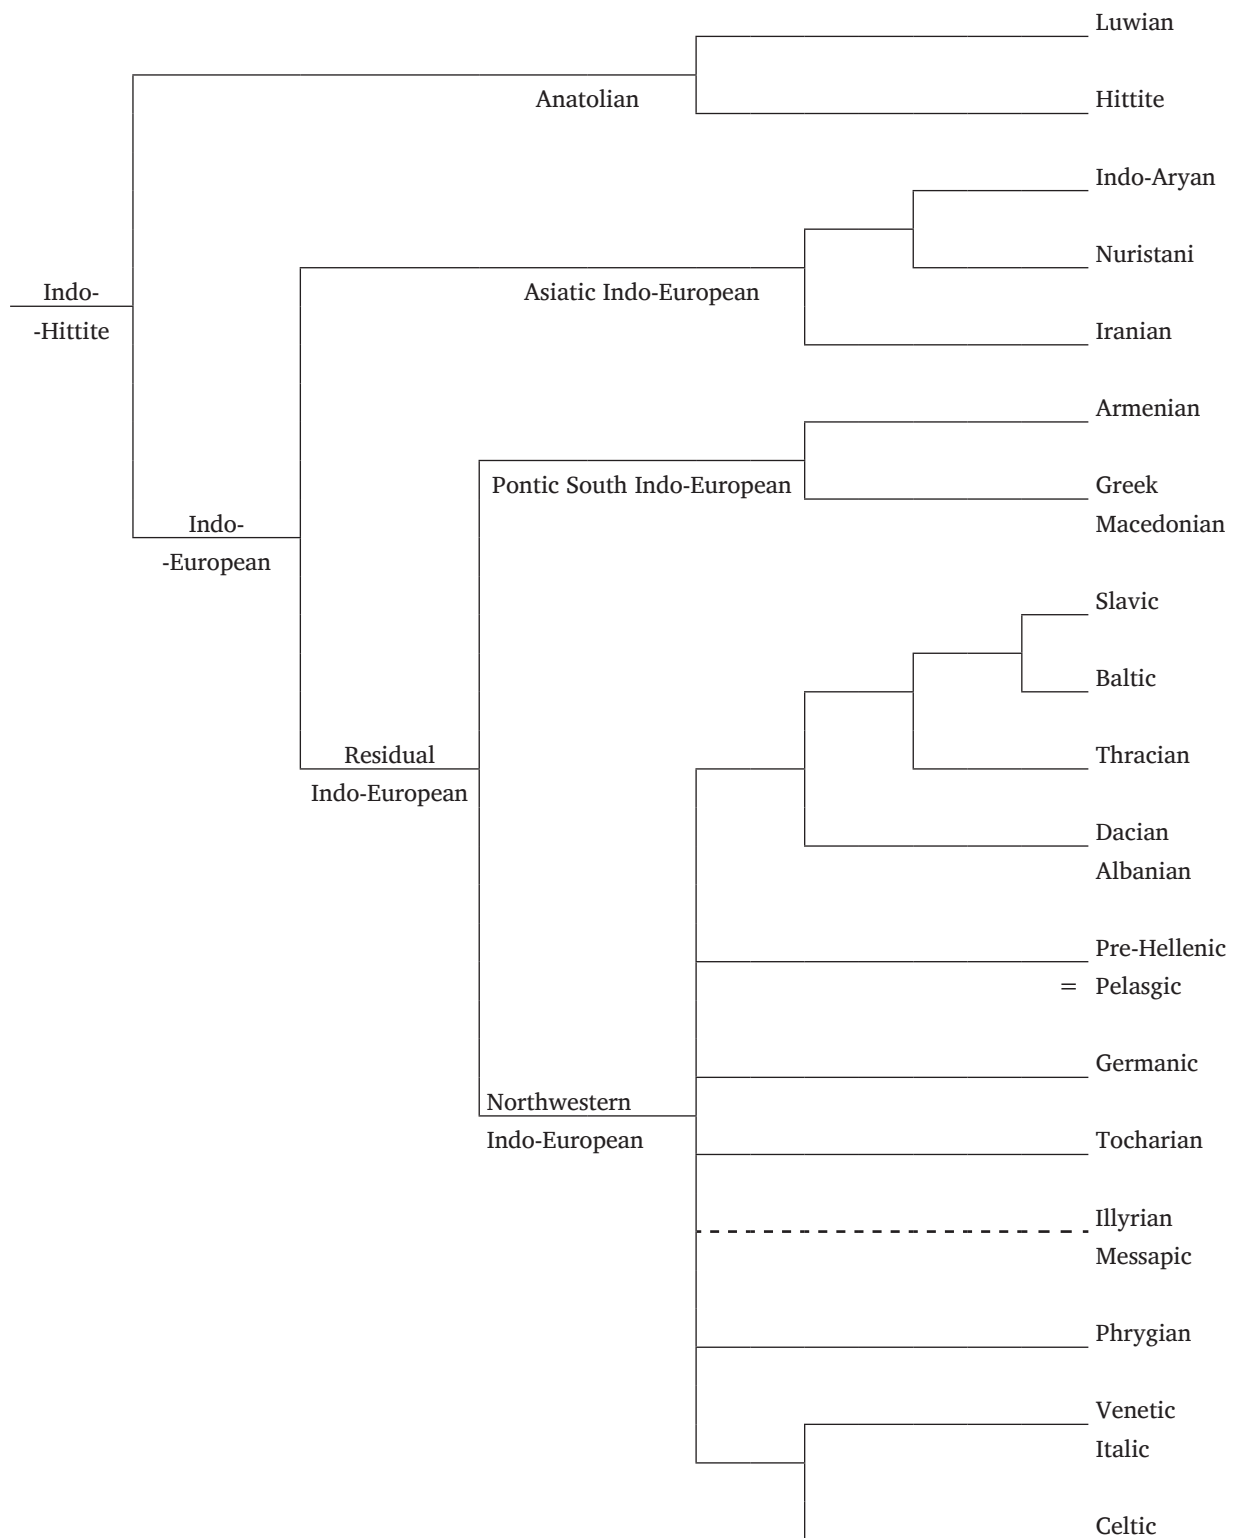 Luwian
Anatolian
Hittite
Indo-Aryan
Nuristani
Indo-
-Hittite
Asiatic Indo-European
Iranian
Armenian
Pontic South Indo-European
Greek
Macedonian
Indo-
-European
Slavic
Baltic
Residual
Indo-European
Thracian
Dacian
Albanian
Pre-Hellenic
= Pelasgic
Germanic
Northwestern
Indo-European
Tocharian
Illyrian
Messapic
Phrygian
Venetic
Italic
Celtic